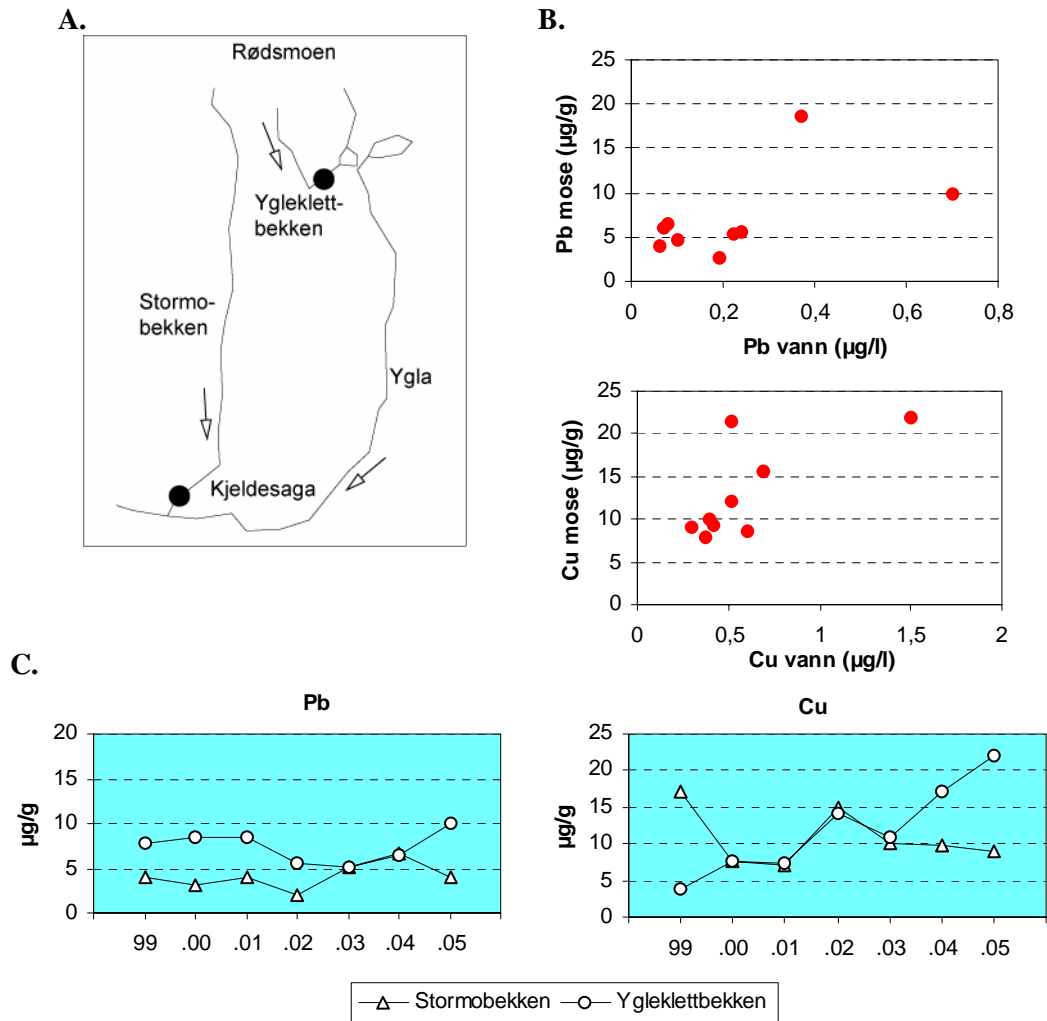 A.
Rødsmoen
Ygleklett-
bekken
Stormo-
bekken
Ygla
Kjeldesaga
B.
Pb mose (µg/g)
25
20
15
10
5
0
0 0,2 0,4 0,6 0,8
Pb vann (µg/l)
Cu mose (µg/g)
25
20
15
10
5
0
0 0,5 1 1,5 2
Cu vann (µg/l)
C.
Pb
µg/g
20
15
10
5
0
99 .00 .01 .02 .03 .04 .05
Cu
µg/g
25
20
15
10
5
0
99 .00 .01 .02 .03 .04 .05
Stormobekken Ygleklettbekken